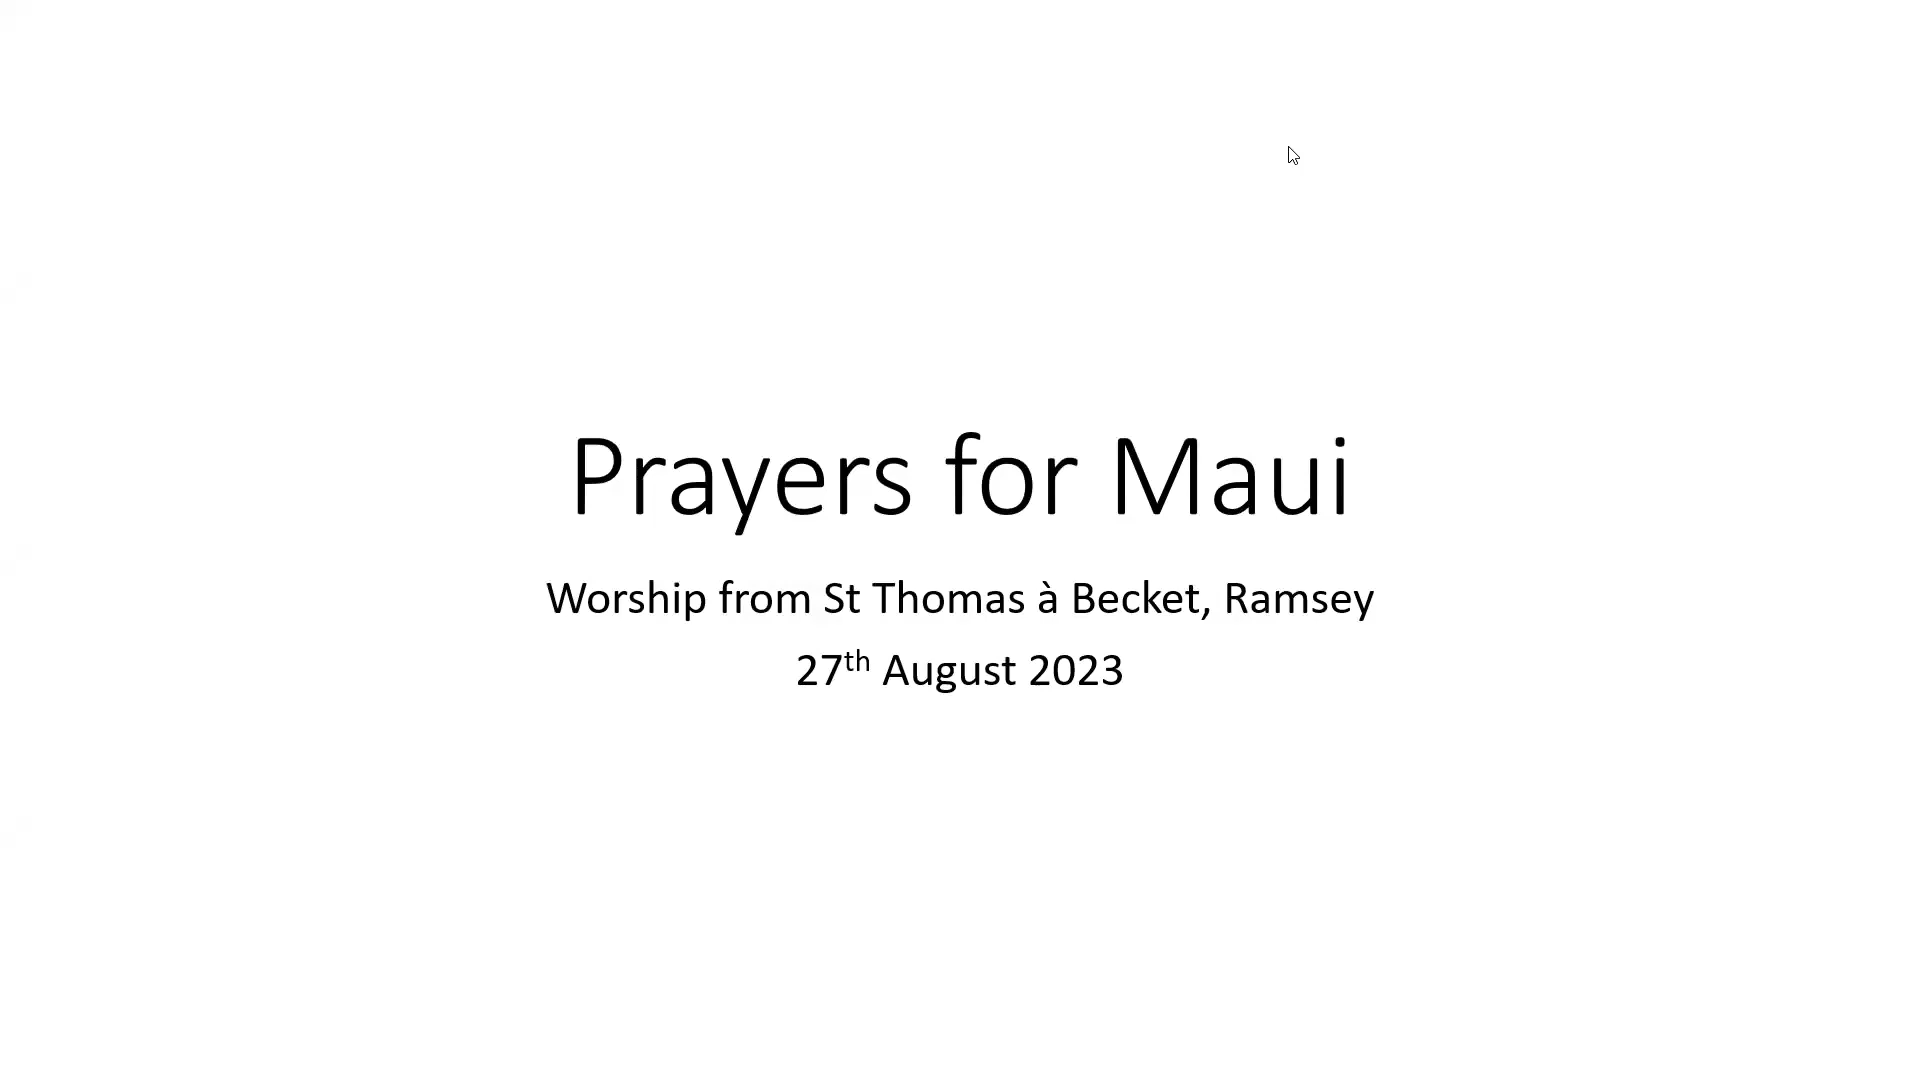 Prayers for Maui
Worship from St Thomas à Becket, Ramsey
27th August 2023